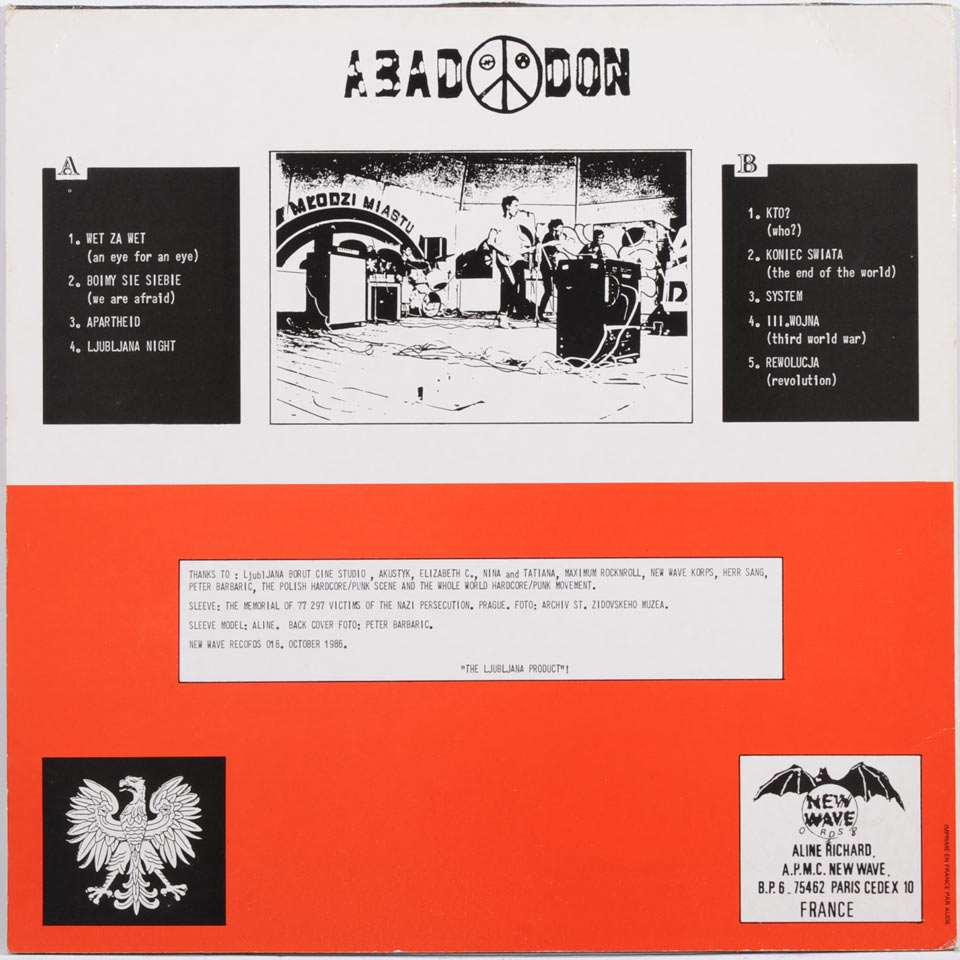 ABADDON
A
1. WET ZA WET
(an eye for an eye)
2. BOIMY SIE SIEBIE
(we are afraid)
3. APARTHEID
4. LJUBLJANA NIGHT
MŁODZI MIASTU
B
1. KTO?
(who?)
2. KONIEC SWIATA
(the end of the world)
3. SYSTEM
4. III.WOJNA
(third world war)
5. REWOLUCJA
(revolution)
THANKS TO : LjublJANA BORUT CINE STUDIO , AKUSTYK, ELIZABETH C., NINA and TATIANA, MAXIMUM ROCKNROLL, NEW WAVE KORPS, HERR SANG,
PETER BARBARIC, THE POLISH HARDCORE/PUNK SCENE AND THE WHOLE WORLD HARDCORE/PUNK MOVEMENT.
SLEEVE: THE MEMORIAL OF 77 297 VICTIMS OF THE NAZI PERSECUTION. PRAGUE. FOTO: ARCHIV ST. ZIDOVSKEHO MUZEA.
SLEEVE MODEL: ALINE. BACK COVER FOTO: PETER BARBARIC.
NEW WAVE RECORDS 016. OCTOBER 1986.
"THE LJUBLJANA PRODUCT"!
NEW
WAVE
ALINE RICHARD.
A.P.M.C. NEW WAVE.
B.P. 6 . 75462 PARIS CEDEX 10
FRANCE
IMPRIMÉ EN FRANCE PAR AUDE